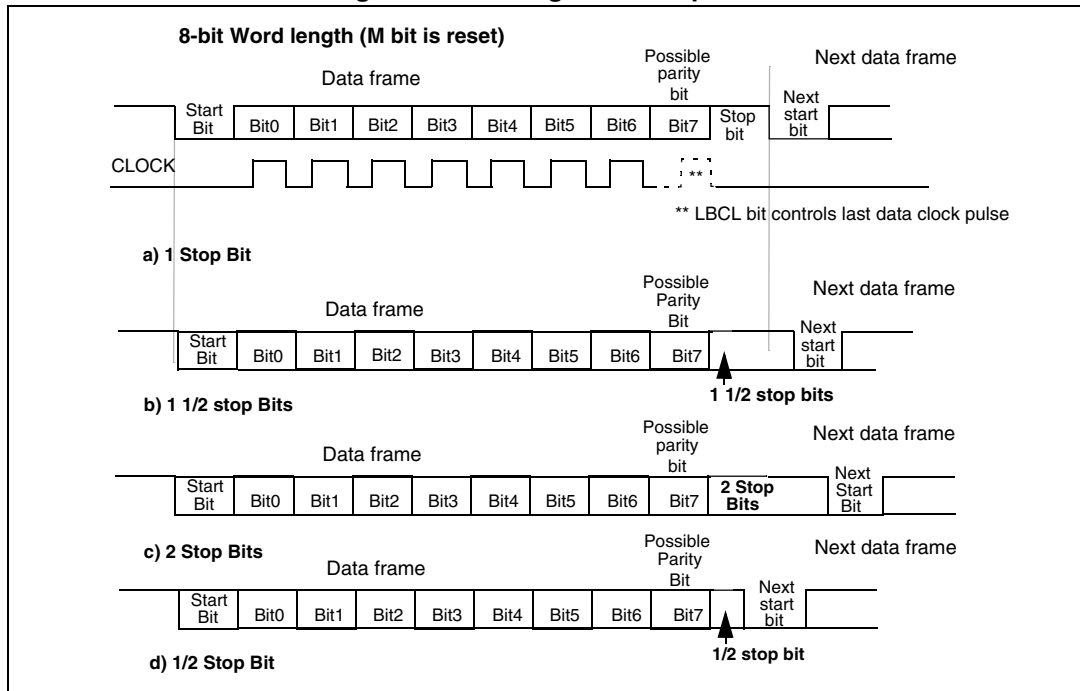 8-bit Word length (M bit is reset)
Possible
parity
bit
Next data frame
Data frame
Start
Bit
Bit0
Bit1
Bit2
Bit3
Bit4
Bit5
Bit6
Bit7
Stop
bit
Next
start
bit
CLOCK
**
** LBCL bit controls last data clock pulse
a) 1 Stop Bit
Possible
Parity
Bit
Next data frame
Data frame
Start
Bit
Bit0
Bit1
Bit2
Bit3
Bit4
Bit5
Bit6
Bit7
Next
start
bit
1 1/2 stop bits
b) 1 1/2 stop Bits
Possible
parity
bit
Next data frame
Data frame
Start
Bit
Bit0
Bit1
Bit2
Bit3
Bit4
Bit5
Bit6
Bit7
2 Stop
Bits
Next
Start
Bit
c) 2 Stop Bits
Possible
Parity
Bit
Next data frame
Data frame
Start
Bit
Bit0
Bit1
Bit2
Bit3
Bit4
Bit5
Bit6
Bit7
Next
start
bit
1/2 stop bit
d) 1/2 Stop Bit